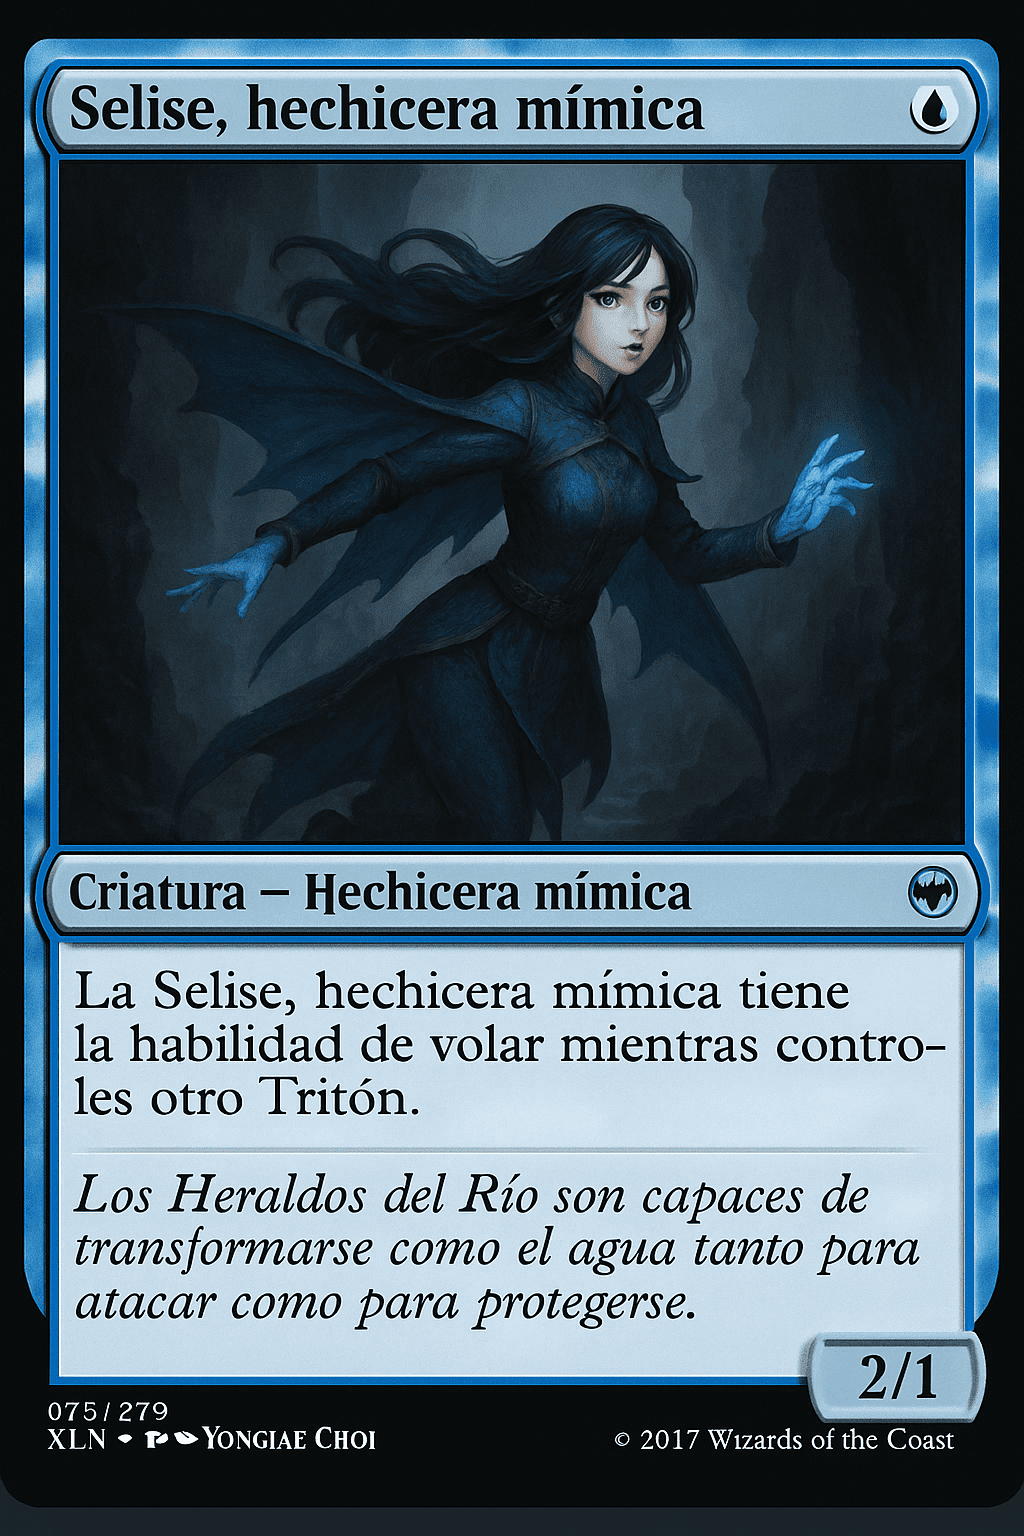 Selise, hechicera mímica
Criatura – Hechicera mímica
La Selise, hechicera mímica tiene
la habilidad de volar mientras contro-
les otro Tritón.
Los Heraldos del Río son capaces de
transformarse como el agua tanto para
atacar como para protegerse.
2/1
075/279
XLN • Yongiae Choi
© 2017 Wizards of the Coast